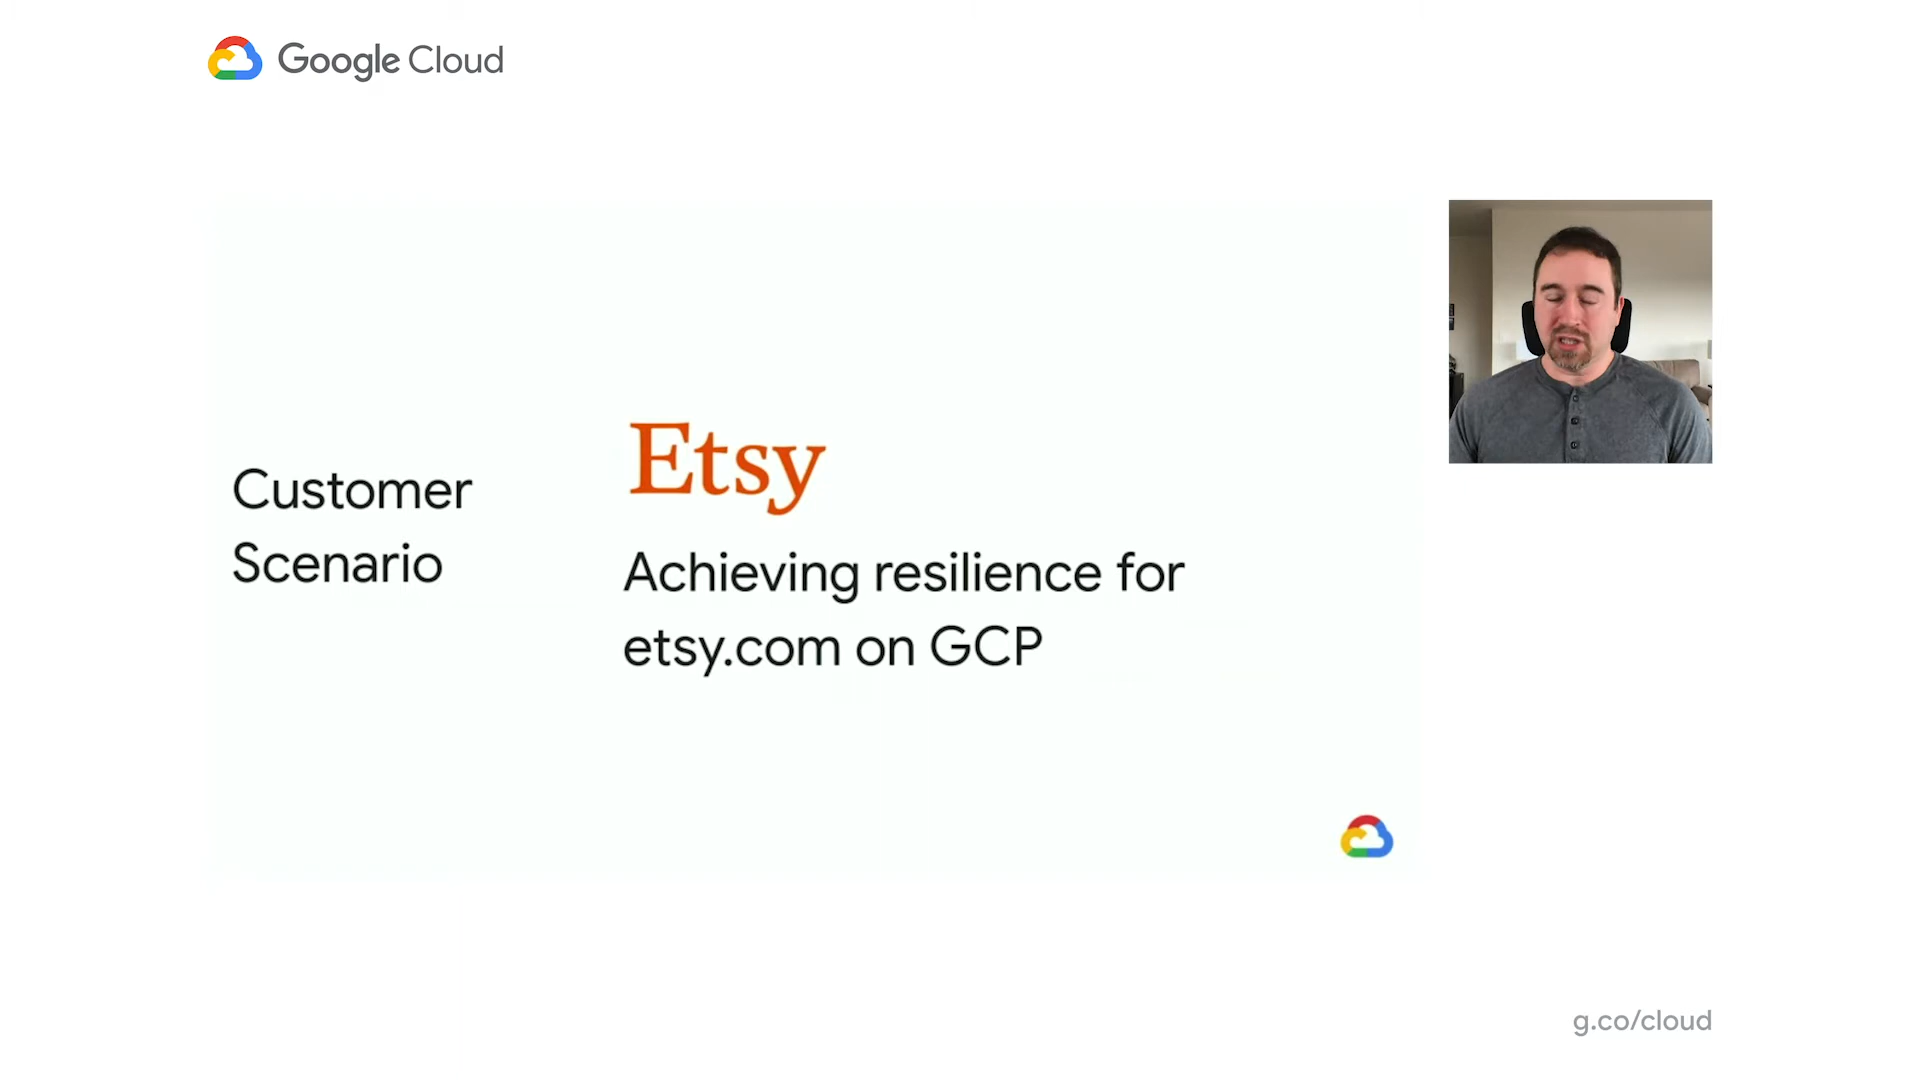 Google Cloud
Customer
Scenario
Etsy
Achieving resilience for
etsy.com on GCP
g.co/cloud